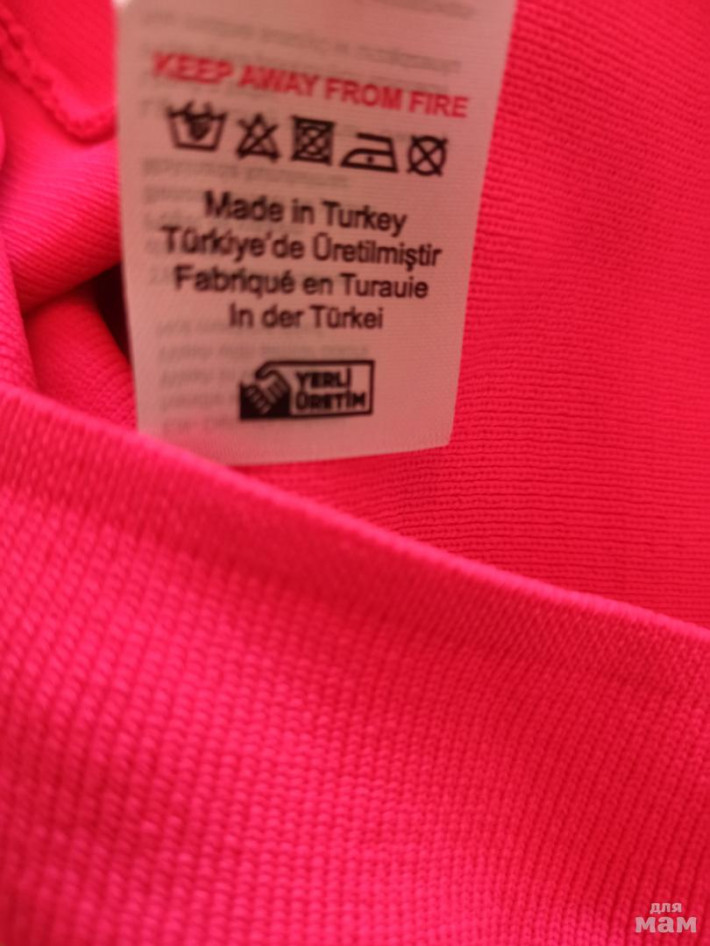 KEEP AWAY FROM FIRE
Made in Turkey
Türkiye'de Üretilmiştir
Fabriqué en Turauie
In der Türkei
YERLİ
ÜRETİM
для
мам